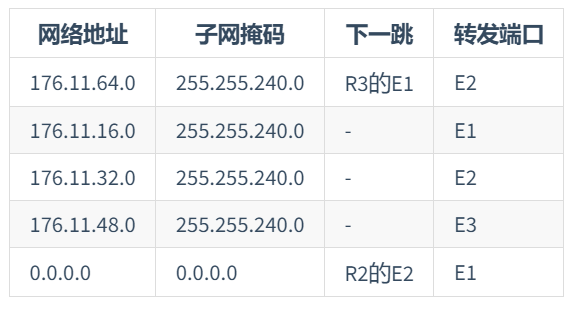 网络地址 子网掩码 下一跳 转发端口
176.11.64.0 255.255.240.0 R3的E1 E2
176.11.16.0 255.255.240.0 - E1
176.11.32.0 255.255.240.0 - E2
176.11.48.0 255.255.240.0 - E3
0.0.0.0 0.0.0.0 R2的E2 E1